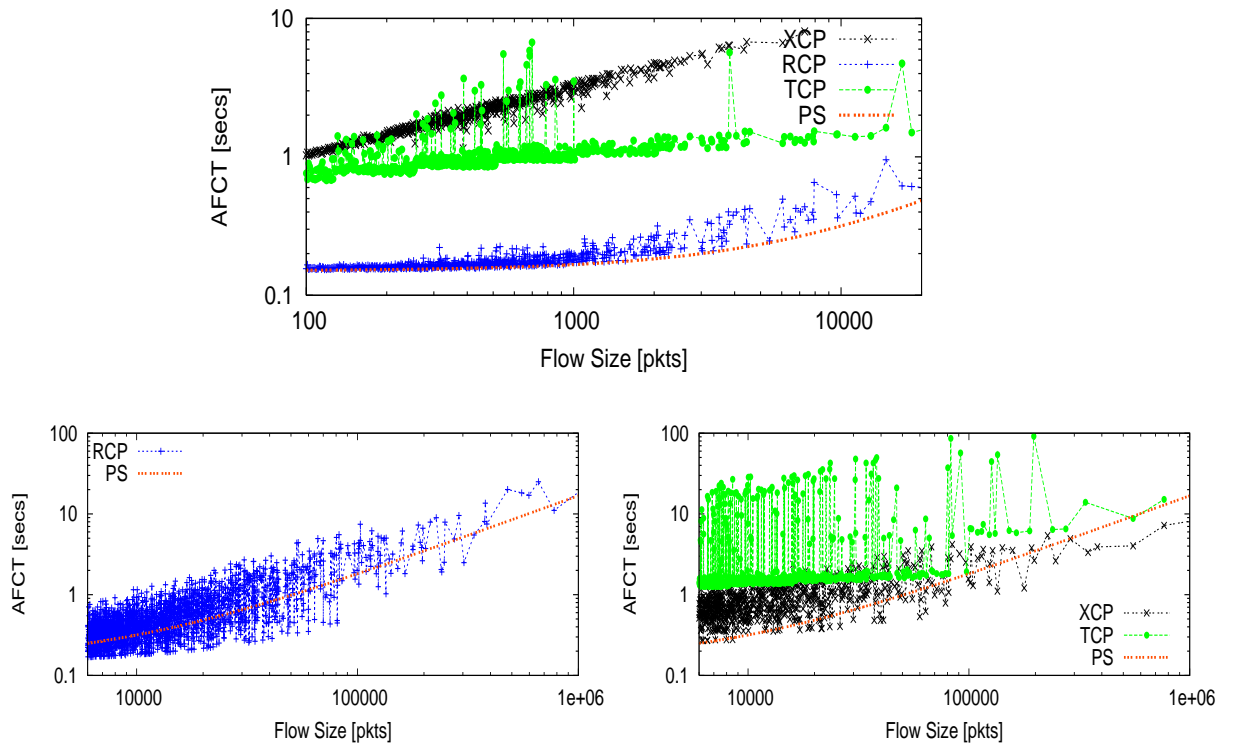 10
1
0.1
AFCT [secs]
100
1000
10000
Flow Size [pkts]
XCP
RCP
TCP
PS
100
10
1
0.1
AFCT [secs]
10000
100000
1e+06
Flow Size [pkts]
RCP
PS
100
10
1
0.1
AFCT [secs]
10000
100000
1e+06
Flow Size [pkts]
XCP
TCP
PS